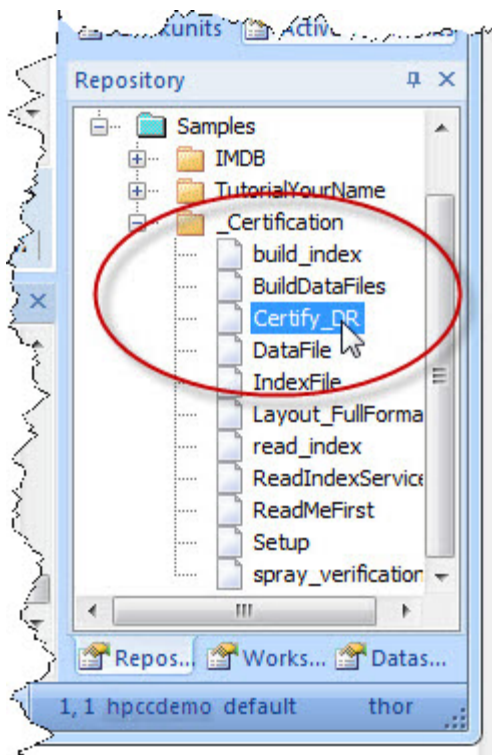 Repository
Samples
IMDB
TutorialYourName
_Certification
build_index
BuildDataFiles
Certify_DR
DataFile
IndexFile
Layout_FullForma
read_index
ReadIndexService
ReadMeFirst
Setup
spray_verification
Repos... Works... Datas...
1, 1 hpccdemo default thor